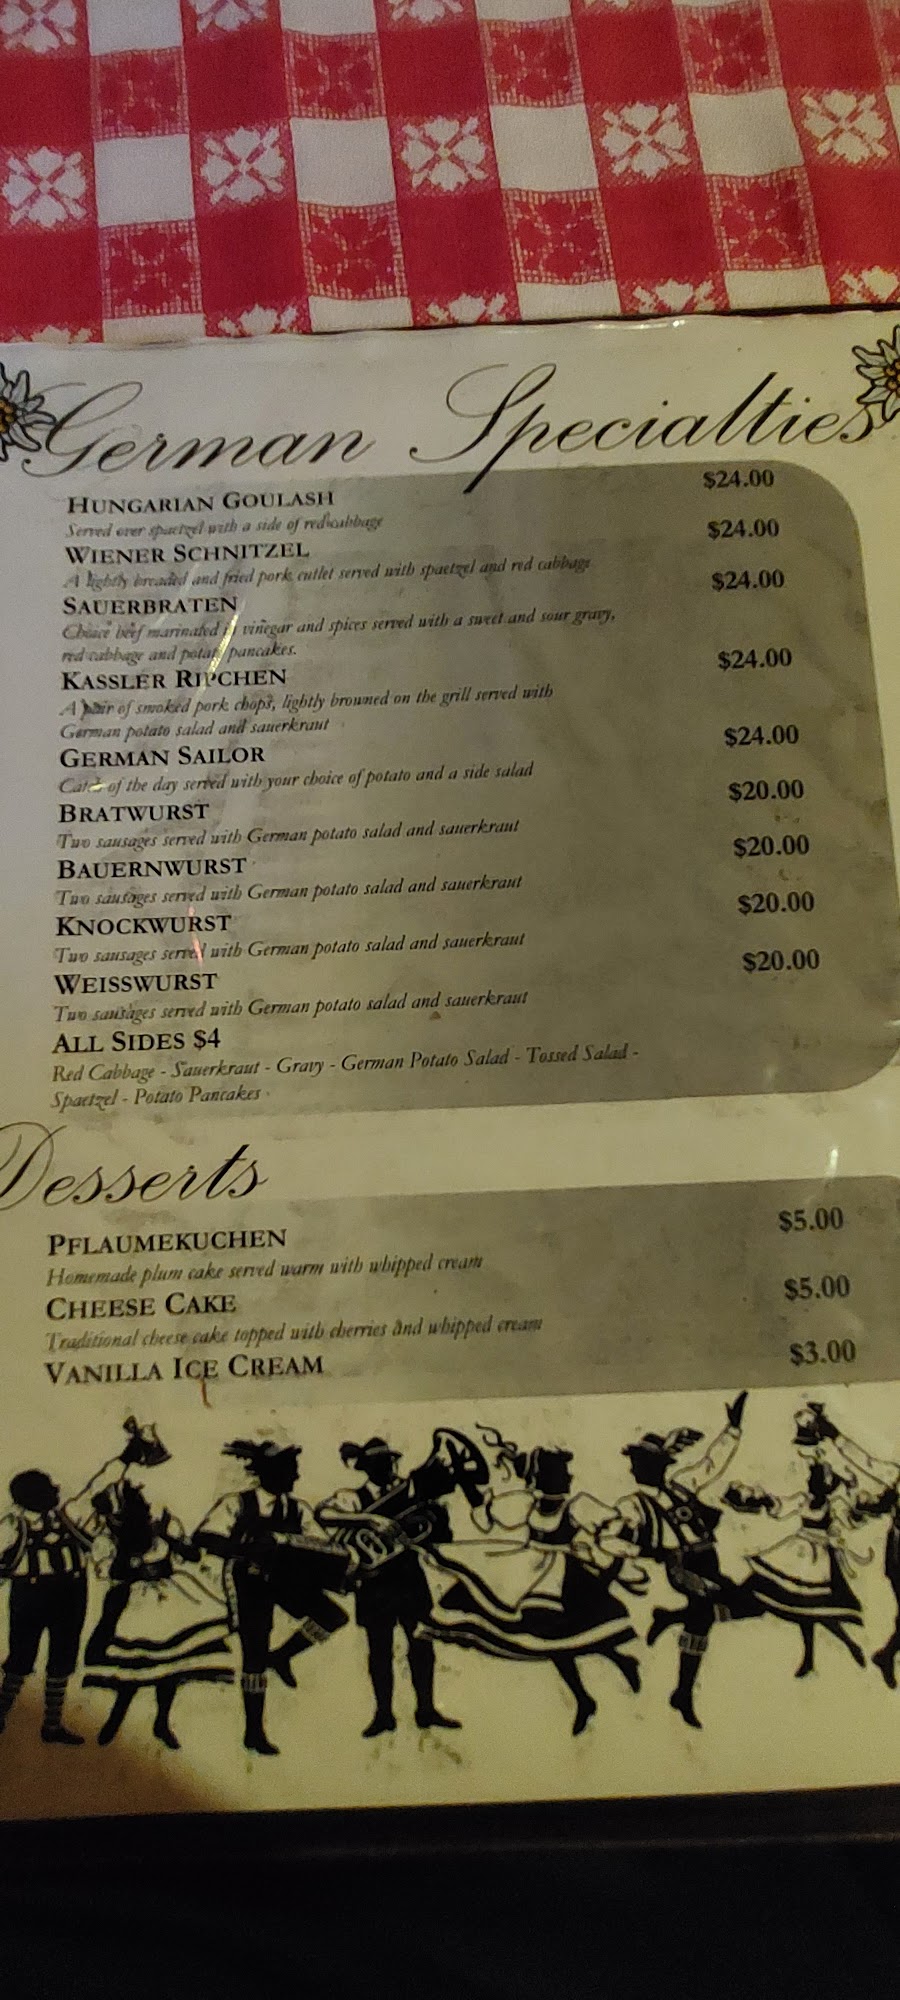 German Specialties
HUNGARIAN GOULASH $24.00
Served over spaetzel with a side of red cabbage
WIENER SCHNITZEL $24.00
A lightly breaded and fried pork cutlet served with spaetzel and red cabbage
SAUERBRATEN $24.00
Choice beef marinated in vinegar and spices served with a sweet and sour gravy,
red cabbage and potato pancakes.
KASSLER RIPCHEN $24.00
A pair of smoked pork chops, lightly browned on the grill served with
German potato salad and sauerkraut
GERMAN SAILOR $24.00
Catch of the day served with your choice of potato and a side salad
BRATWURST $20.00
Two sausages served with German potato salad and sauerkraut
BAUERNWURST $20.00
Two sausages served with German potato salad and sauerkraut
KNOCKWURST $20.00
Two sausages served with German potato salad and sauerkraut
WEISSWURST $20.00
Two sausages served with German potato salad and sauerkraut
ALL SIDES $4
Red Cabbage - Sauerkraut - Gravy - German Potato Salad - Tossed Salad -
Spaetzel - Potato Pancakes
Desserts
PFLAUMEKUCHEN $5.00
Homemade plum cake served warm with whipped cream
CHEESE CAKE $5.00
Traditional cheese cake topped with cherries and whipped cream
VANILLA ICE CREAM $3.00